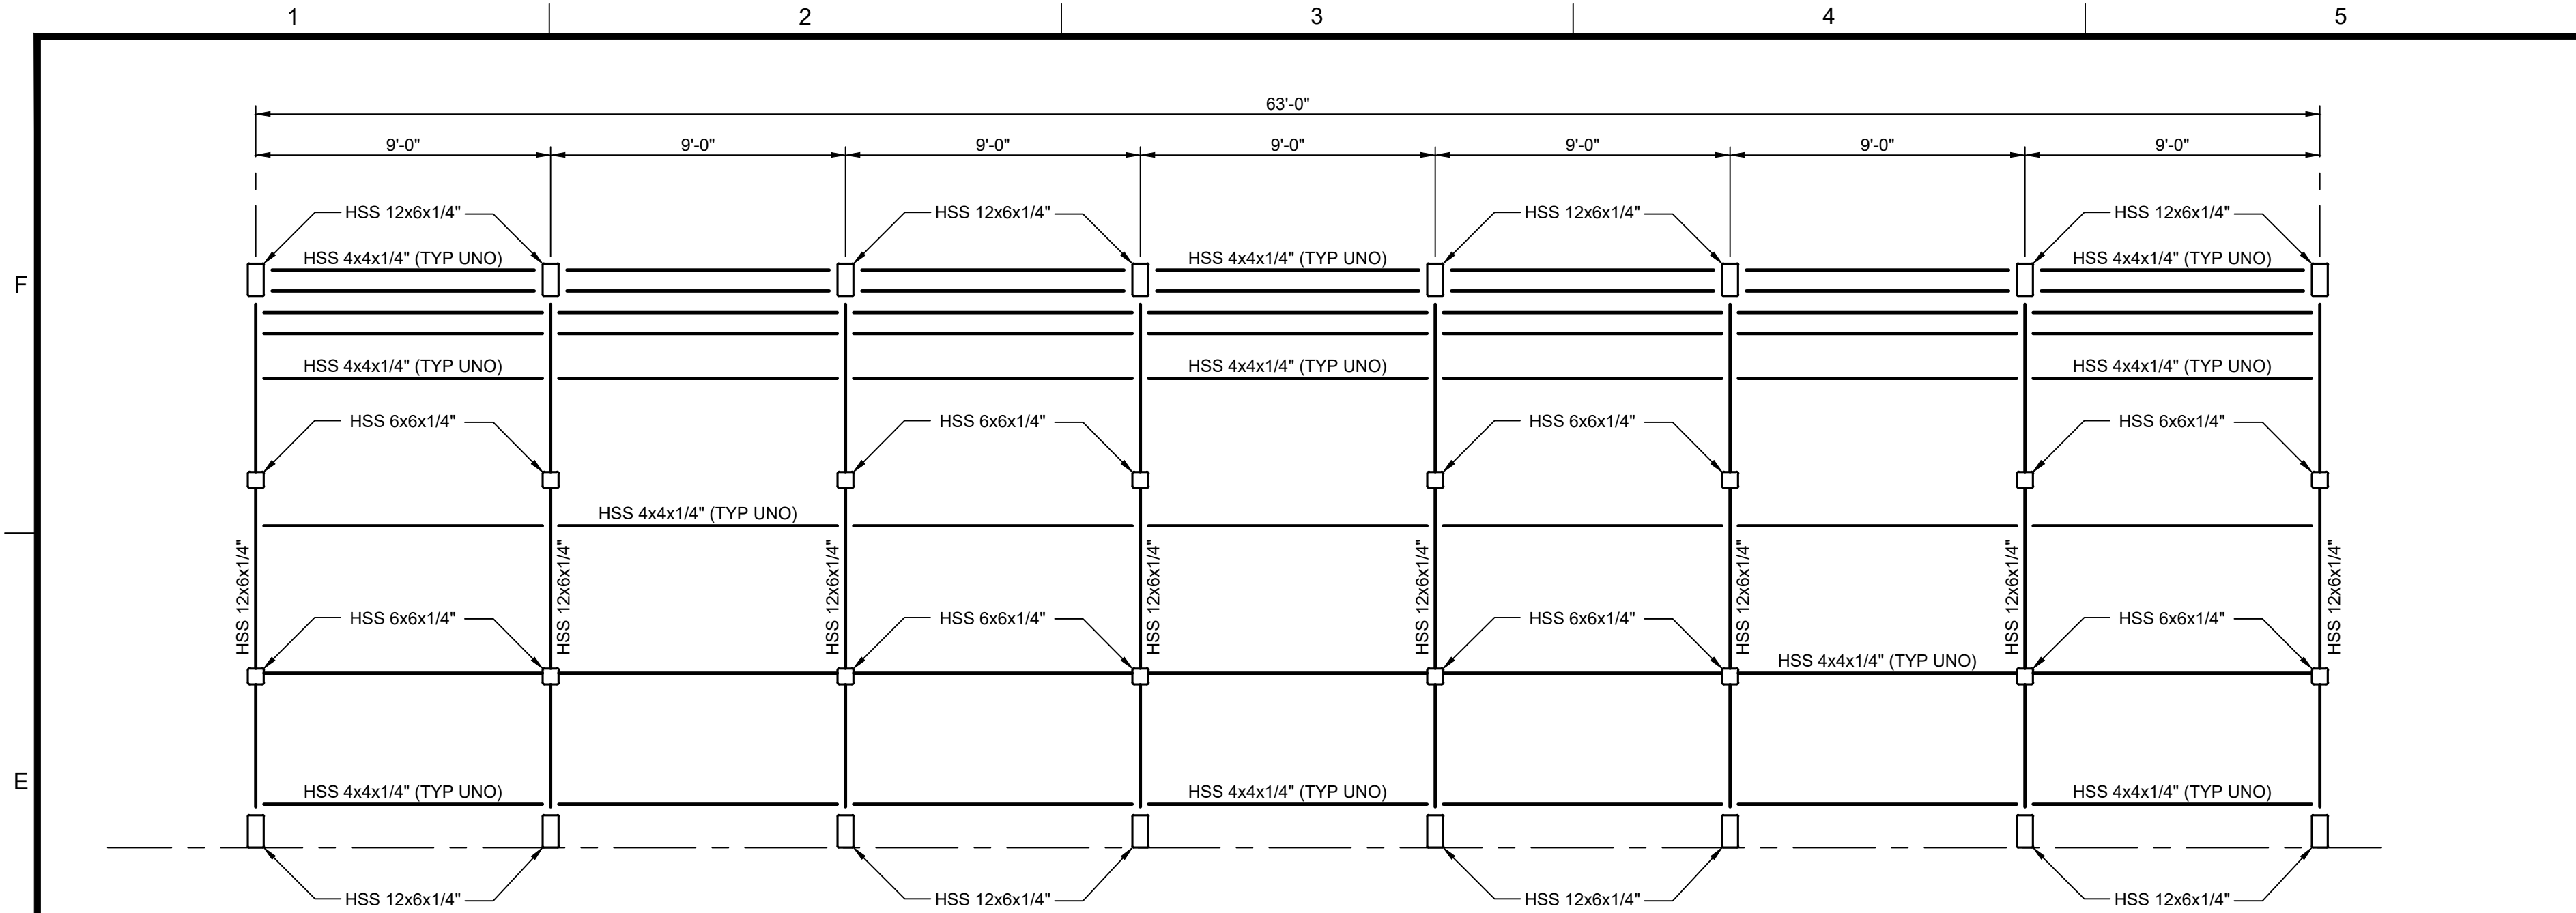 1 2 3 4 5
63'-0"
9'-0" 9'-0" 9'-0" 9'-0" 9'-0" 9'-0" 9'-0"
HSS 12x6x1/4" HSS 12x6x1/4" HSS 12x6x1/4" HSS 12x6x1/4"
HSS 4x4x1/4" (TYP UNO) HSS 4x4x1/4" (TYP UNO) HSS 4x4x1/4" (TYP UNO)
F
HSS 4x4x1/4" (TYP UNO) HSS 4x4x1/4" (TYP UNO) HSS 4x4x1/4" (TYP UNO)
HSS 6x6x1/4" HSS 6x6x1/4" HSS 6x6x1/4" HSS 6x6x1/4"
HSS 4x4x1/4" (TYP UNO)
HSS 12x6x1/4"
HSS 12x6x1/4"
HSS 12x6x1/4"
HSS 12x6x1/4"
HSS 12x6x1/4"
HSS 12x6x1/4"
HSS 12x6x1/4"
HSS 12x6x1/4"
HSS 6x6x1/4" HSS 6x6x1/4" HSS 6x6x1/4" HSS 6x6x1/4"
HSS 4x4x1/4" (TYP UNO)
E
HSS 4x4x1/4" (TYP UNO) HSS 4x4x1/4" (TYP UNO) HSS 4x4x1/4" (TYP UNO)
HSS 12x6x1/4" HSS 12x6x1/4" HSS 12x6x1/4" HSS 12x6x1/4"